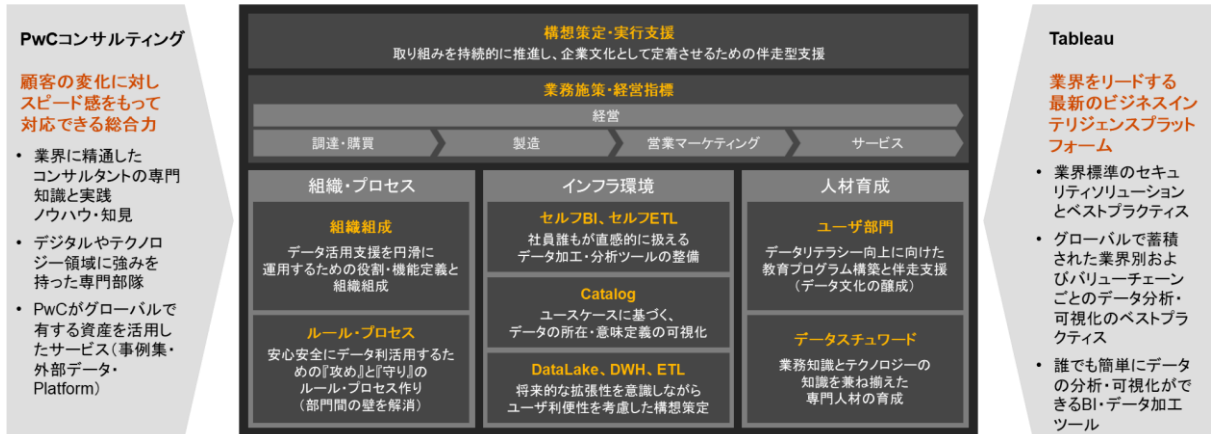 PwCコンサルティング
顧客の変化に対し
スピード感をもって
対応できる総合力
• 業界に精通した
コンサルタントの専門
知識と実践
ノウハウ・知見
• デジタルやテクノロ
ジー領域に強みを
持った専門部隊
• PwCがグローバルで
有する資産を活用し
たサービス（事例集・
外部データ・
Platform）
構想策定・実行支援
取り組みを持続的に推進し、企業文化として定着させるための伴走型支援
業務施策・経営指標
経営
調達・購買
製造
営業マーケティング
サービス
組織・プロセス
組織組成
データ活用支援を円滑に
運用するための役割・機能定義と
組織組成
ルール・プロセス
安心安全にデータ利活用するた
めの『攻め』と『守り』の
ルール・プロセス作り
（部門間の壁を解消）
インフラ環境
セルフBI、セルフETL
社員誰もが直感的に扱える
データ加工・分析ツールの整備
Catalog
ユースケースに基づく、
データの所在・意味定義の可視化
DataLake、DWH、ETL
将来的な拡張性を意識しながら
ユーザ利便性を考慮した構想策定
人材育成
ユーザ部門
データリテラシー向上に向けた
教育プログラム構築と伴走支援
（データ文化の醸成）
データスチュワード
業務知識とテクノロジーの
知識を兼ね揃えた
専門人材の育成
Tableau
業界をリードする
最新のビジネスイン
テリジェンスプラット
フォーム
• 業界標準のセキュ
リティソリューション
とベストプラクティス
• グローバルで蓄積
された業界別およ
びバリューチェーン
ごとのデータ分析・
可視化のベストプラ
クティス
• 誰でも簡単にデータ
の分析・可視化がで
きるBI・データ加工
ツール